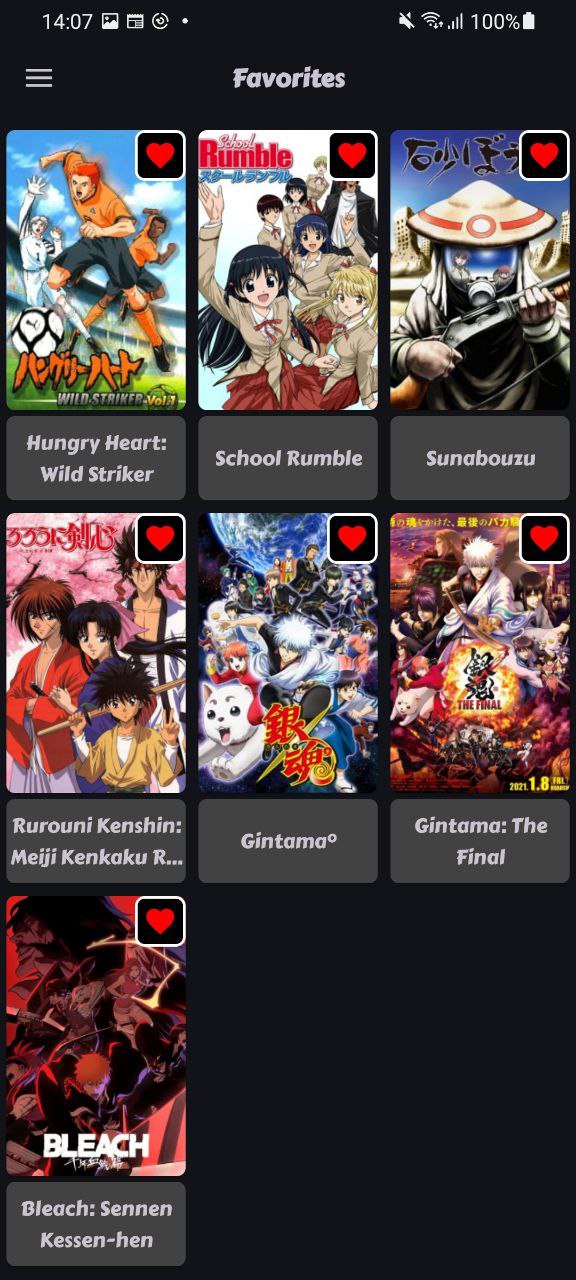 14:07
100%
Favorites
ハングリーハート
WILD STRIKER Vol.1
School
Rumble
スクールランブル
砂ぼう
Hungry Heart:
Wild Striker
School Rumble
Sunabouzu
るろうに剣心
銀魂°
の魂をかけた、最後のバカ騒
銀魂
THE FINAL
2021.1.8 FRI.
Rurouni Kenshin:
Meiji Kenkaku R...
Gintama°
Gintama: The
Final
BLEACH
千年血戦篇
Bleach: Sennen
Kessen-hen